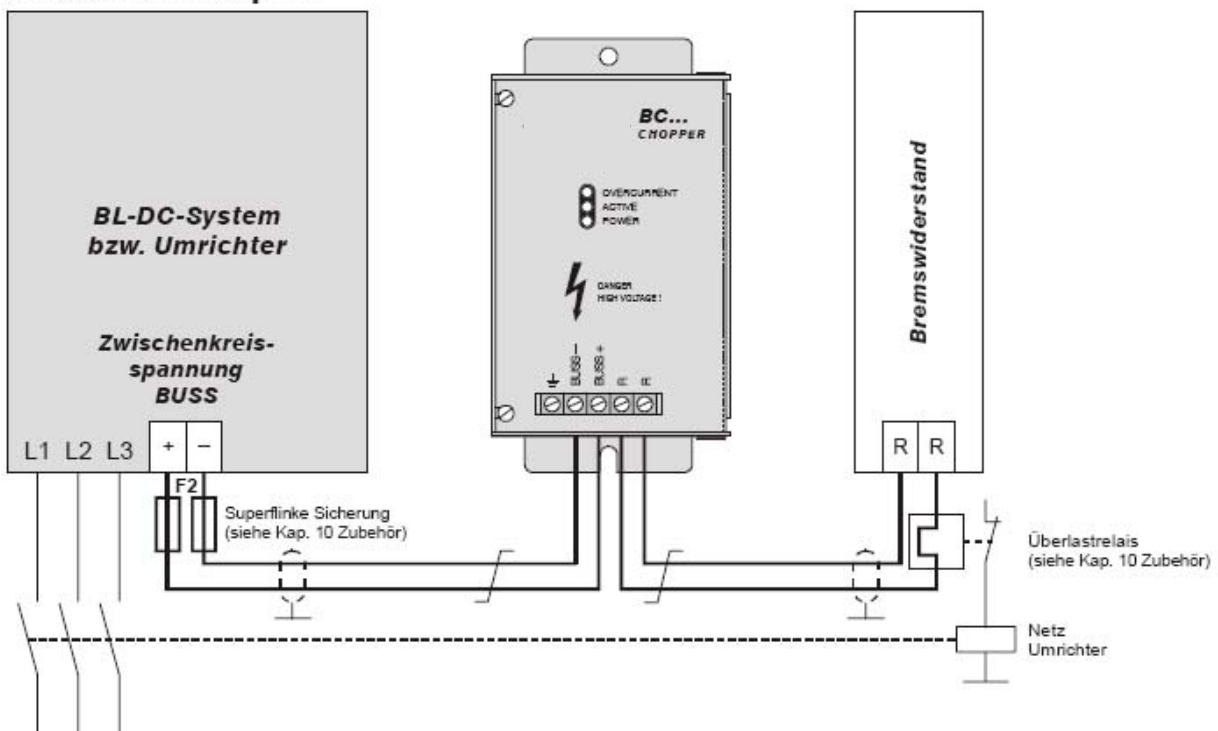 BL-DC-System
bzw. Umrichter
Zwischenkreis-
spannung
BUSS
L1 L2 L3 + –
F2
Superflinke Sicherung
(siehe Kap. 10 Zubehör)
BC...
CHOPPER
OVERCURRENT
ACTIVE
POWER
DANGER
HIGH VOLTAGE !
BUSS– BUSS+ R R
Bremswiderstand
R R
Überlastrelais
(siehe Kap. 10 Zubehör)
Netz
Umrichter